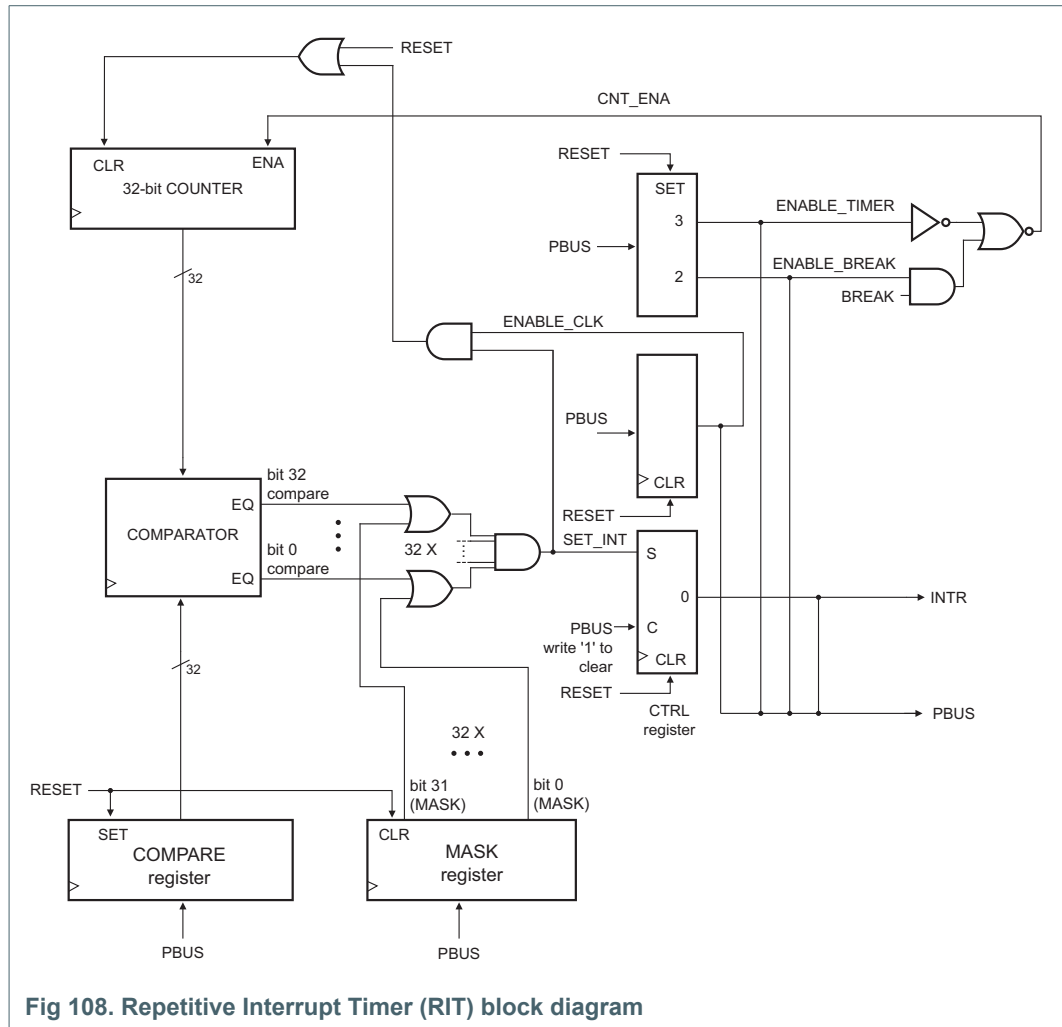 RESET
CNT_ENA
CLR
ENA
32-bit COUNTER
32
RESET
SET
3
2
PBUS
ENABLE_TIMER
ENABLE_BREAK
BREAK
ENABLE_CLK
PBUS
CLR
RESET
COMPARATOR
EQ
EQ
bit 32
compare
bit 0
compare
32 X
SET_INT
S
0
C
CLR
PBUS
write '1' to
clear
RESET
CTRL
register
INTR
PBUS
32
32 X
bit 31
(MASK)
bit 0
(MASK)
RESET
SET
COMPARE
register
CLR
MASK
register
PBUS
PBUS
Fig 108. Repetitive Interrupt Timer (RIT) block diagram